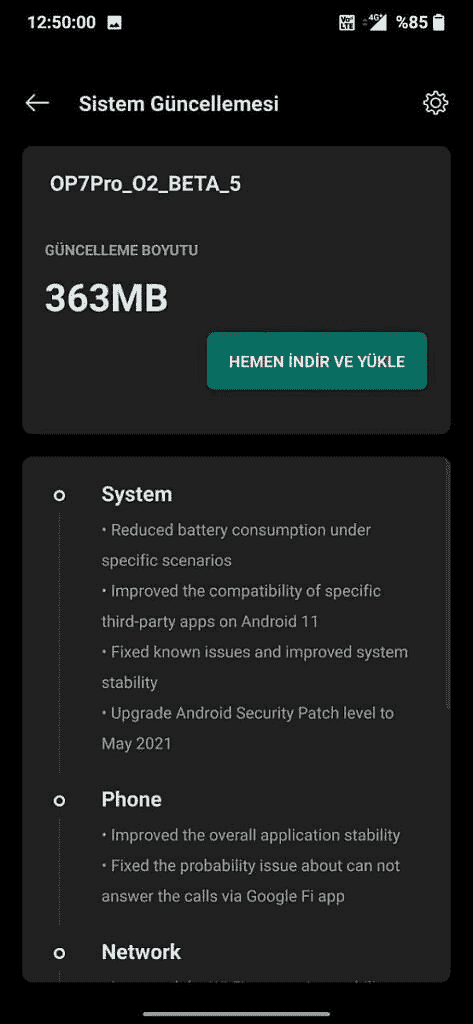 12:50:00
Vo LTE 4G+ %85
Sistem Güncellemesi
OP7Pro_O2_BETA_5
GÜNCELLEME BOYUTU
363MB
HEMEN İNDİR VE YÜKLE
System
• Reduced battery consumption under
specific scenarios
• Improved the compatibility of specific
third-party apps on Android 11
• Fixed known issues and improved system
stability
• Upgrade Android Security Patch level to
May 2021
Phone
• Improved the overall application stability
• Fixed the probability issue about can not
answer the calls via Google Fi app
Network